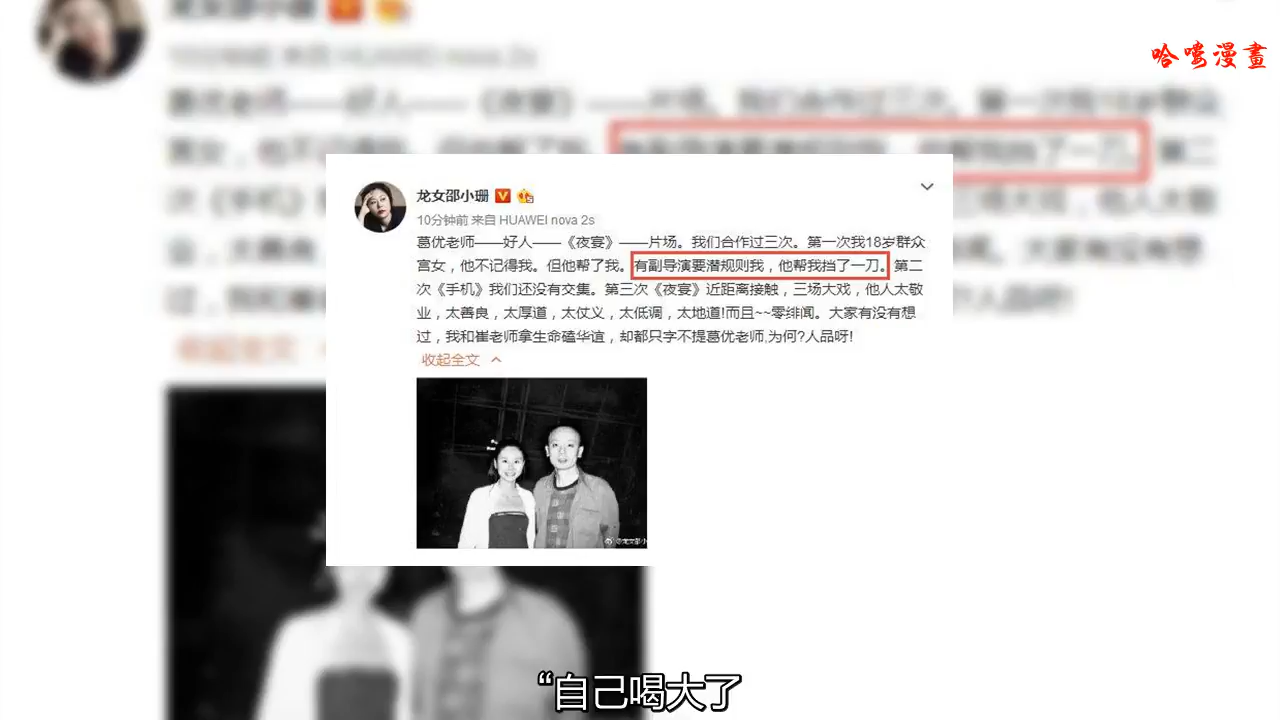 哈嘍漫畫
龙女邵小珊
10分钟前 来自 HUAWEI nova 2s
葛优老师——好人——《夜宴》——片场。我们合作过三次。第一次我18岁群众
宫女，他不记得我。但他帮了我。有副导演要潜规则我，他帮我挡了一刀。第二
次《手机》我们还没有交集。第三次《夜宴》近距离接触，三场大戏，他人太敬
业，太善良，太厚道，太仗义，太低调，太地道!而且~~零绯闻。大家有没有想
过，我和崔老师拿生命磕华谊，却都只字不提葛优老师,为何?人品呀!
收起全文
@龙女邵小
“自己喝大了